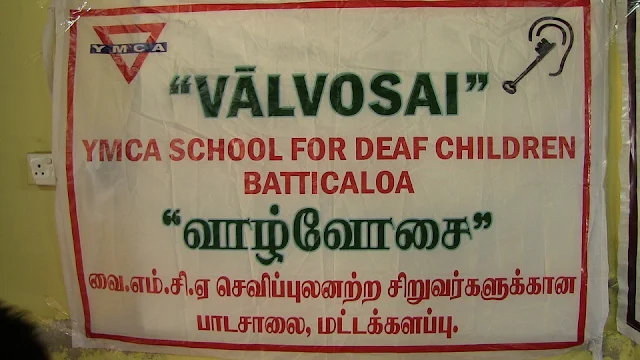 YMCA
“VĀLVOSAI”
YMCA SCHOOL FOR DEAF CHILDREN
BATTICALOA
“வாழ்வோசை”
வை.எம்.சி.ஏ செவிப்புலனற்ற சிறுவர்களுக்கான
பாடசாலை, மட்டக்களப்பு.